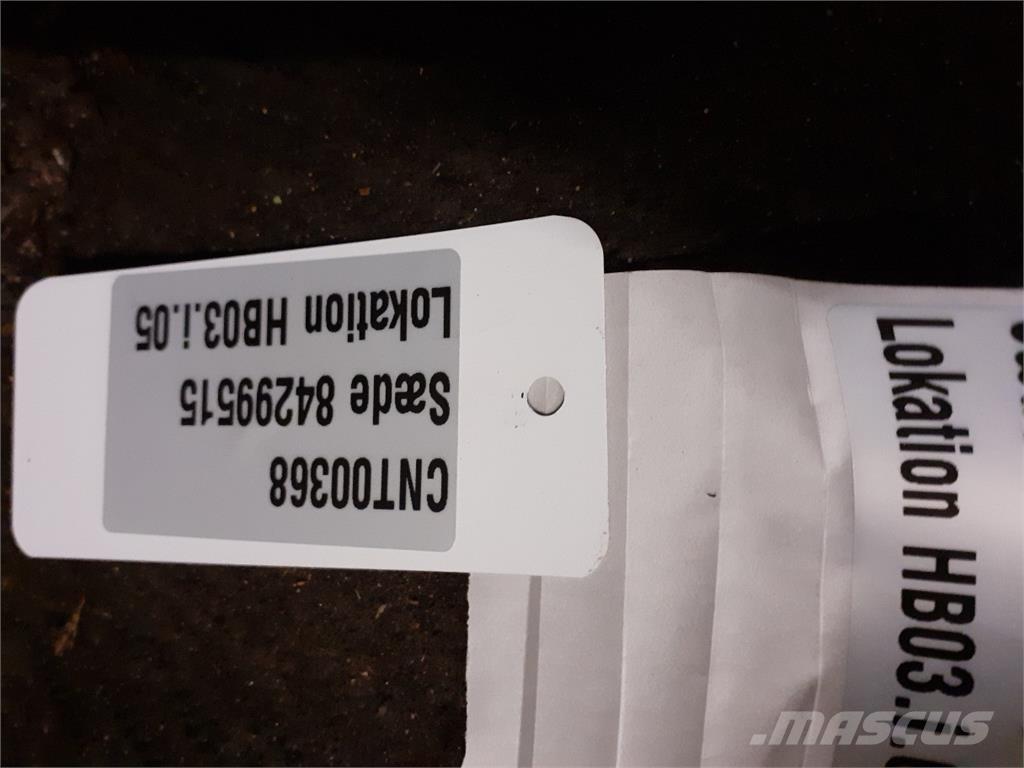 CNT00368
Sæde 84299515
Lokation HB03.i.05
Lokation HB03.
MASCUS